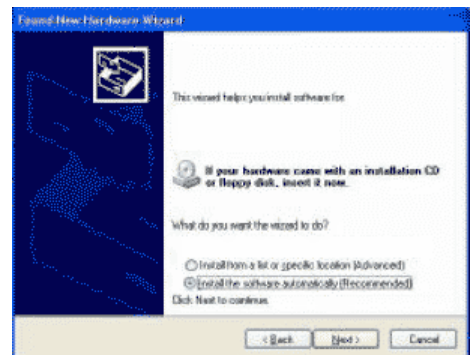 Found New Hardware Wizard
This wizard helps you install software for:
If your hardware came with an installation CD
or floppy disk, insert it now.
What do you want the wizard to do?
Install from a list or specific location (Advanced)
Install the software automatically (Recommended)
Click Next to continue.
< Back Next > Cancel